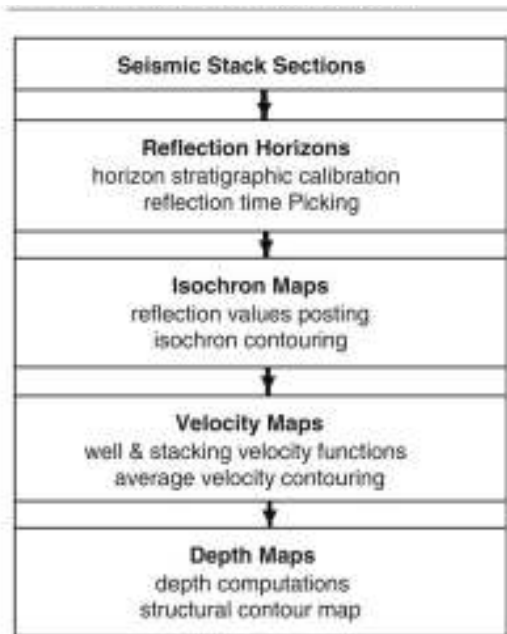 Seismic Stack Sections
Reflection Horizons
horizon stratigraphic calibration
reflection time Picking
Isochron Maps
reflection values posting
isochron contouring
Velocity Maps
well & stacking velocity functions
average velocity contouring
Depth Maps
depth computations
structural contour map